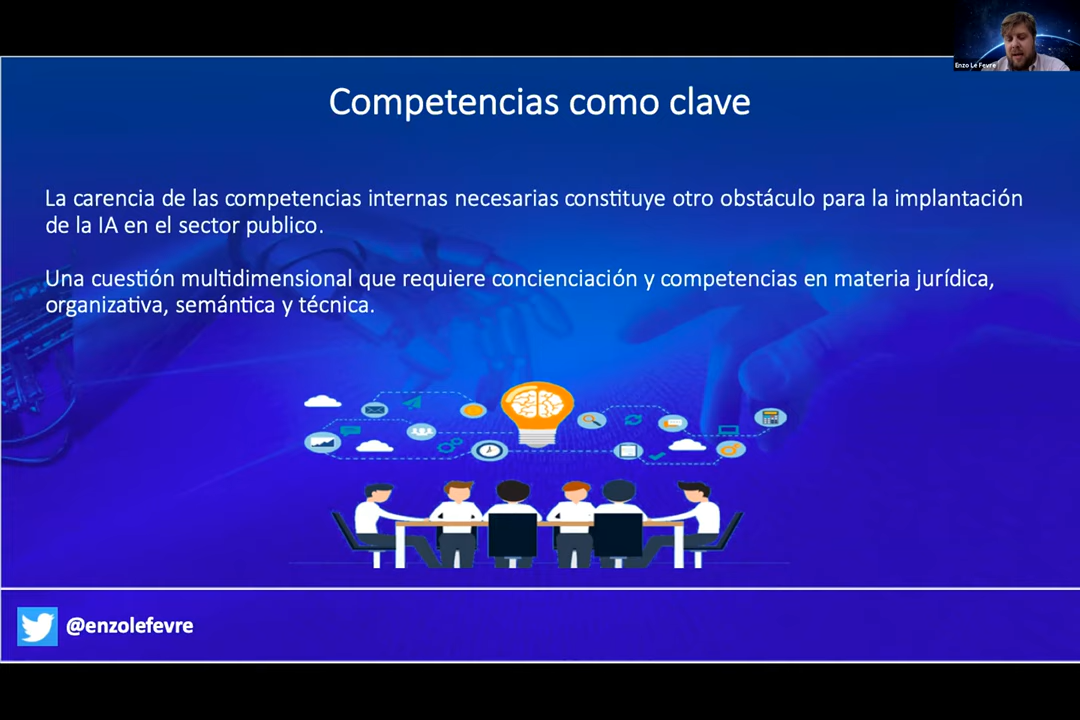 Enzo Le Fevre
Competencias como clave
La carencia de las competencias internas necesarias constituye otro obstáculo para la implantación
de la IA en el sector publico.
Una cuestión multidimensional que requiere concienciación y competencias en materia jurídica,
organizativa, semántica y técnica.
@enzolefevre